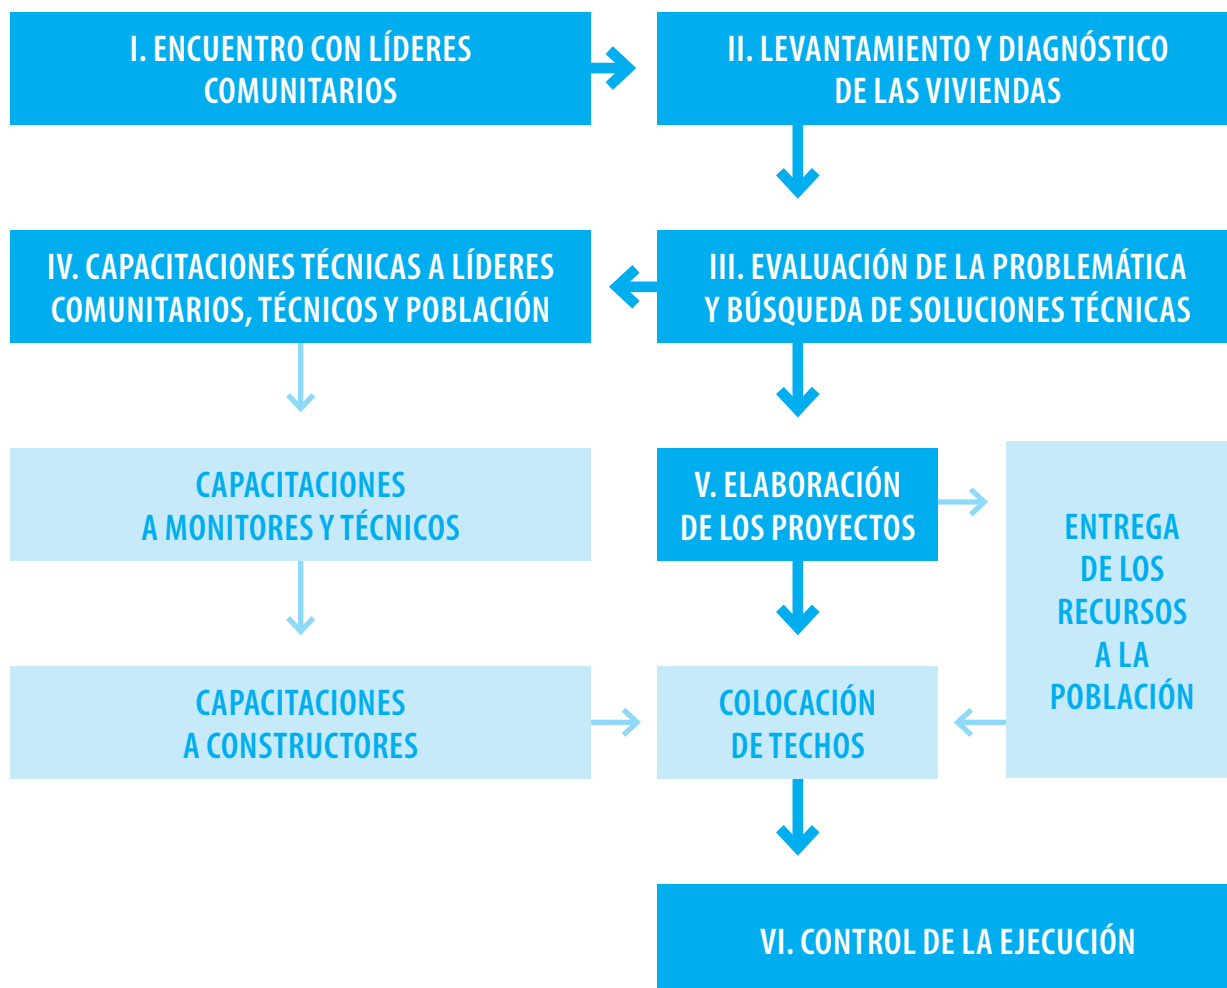 I. ENCUENTRO CON LÍDERES
COMUNITARIOS
II. LEVANTAMIENTO Y DIAGNÓSTICO
DE LAS VIVIENDAS
IV. CAPACITACIONES TÉCNICAS A LÍDERES
COMUNITARIOS, TÉCNICOS Y POBLACIÓN
III. EVALUACIÓN DE LA PROBLEMÁTICA
Y BÚSQUEDA DE SOLUCIONES TÉCNICAS
CAPACITACIONES
A MONITORES Y TÉCNICOS
V. ELABORACIÓN
DE LOS PROYECTOS
ENTREGA
DE LOS
RECURSOS
A LA
POBLACIÓN
CAPACITACIONES
A CONSTRUCTORES
COLOCACIÓN
DE TECHOS
VI. CONTROL DE LA EJECUCIÓN